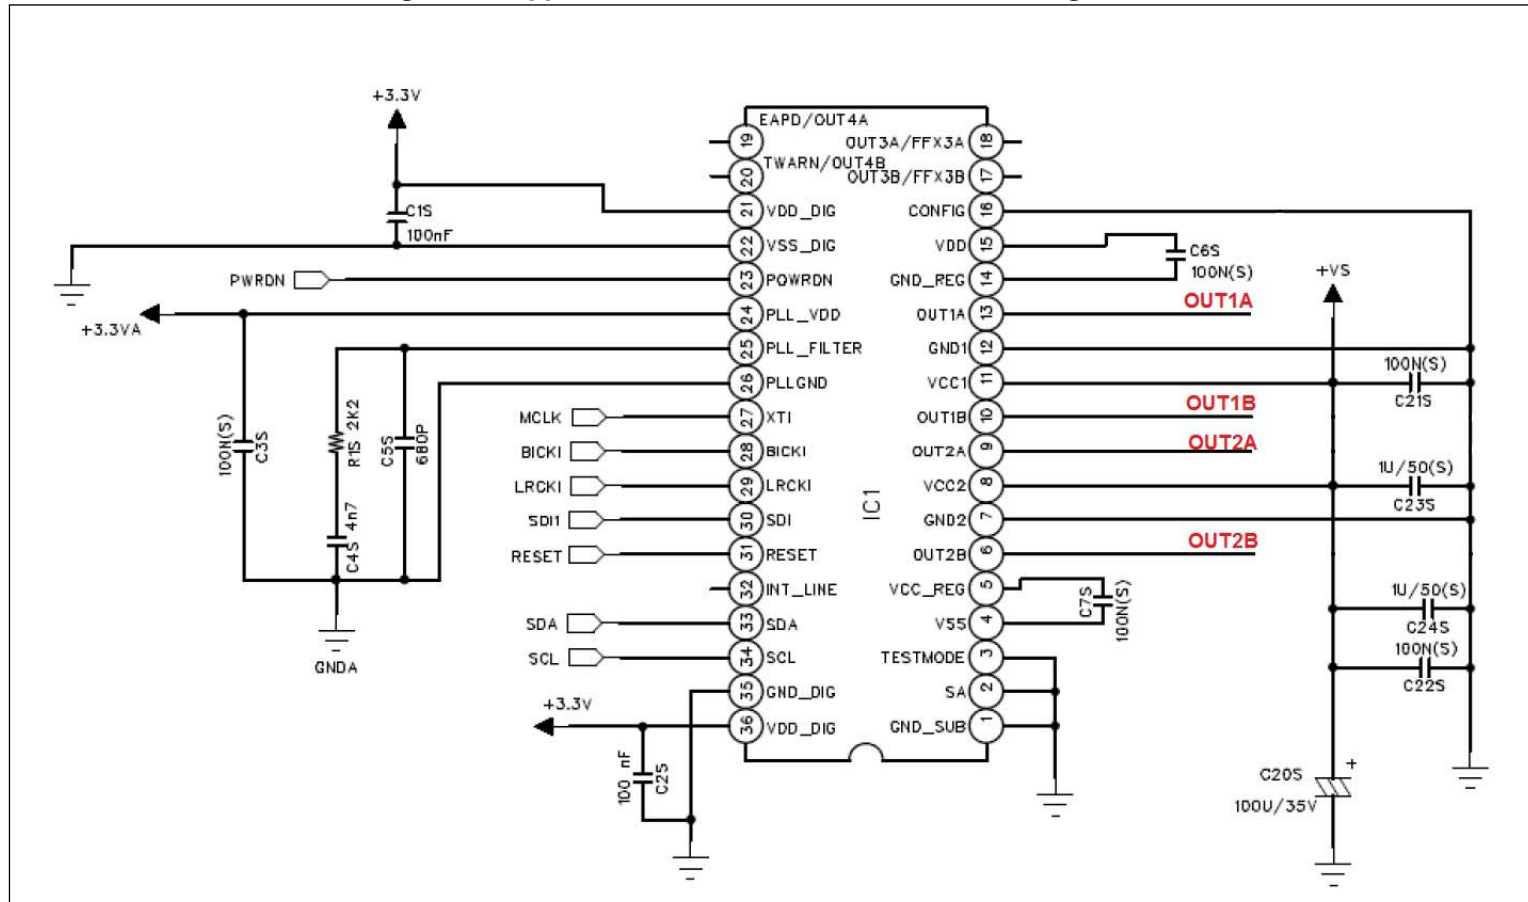 +3.3V
C1S
100nF
PWRDN
+3.3VA
100N(S)
C3S
R1S 2K2
C4S 4n7
C5S
680P
GNDA
MCLK
BICKI
LRCKI
SDI1
RESET
SDA
SCL
+3.3V
100 nF
C2S
19 EAPD/OUT4A
20 TWARN/OUT4B
21 VDD_DIG
22 VSS_DIG
23 POWRDN
24 PLL_VDD
25 PLL_FILTER
26 PLLGND
27 XTI
28 BICKI
29 LRCKI
30 SDI
31 RESET
32 INT_LINE
33 SDA
34 SCL
35 GND_DIG
36 VDD_DIG
IC1
OUT3A/FFX3A 18
OUT3B/FFX3B 17
CONFIG 16
VDD 15
GND_REG 14
OUT1A 13
GND1 12
VCC1 11
OUT1B 10
OUT2A 9
VCC2 8
GND2 7
OUT2B 6
VCC_REG 5
VSS 4
TESTMODE 3
SA 2
GND_SUB 1
C6S
100N(S)
OUT1A
OUT1B
OUT2A
OUT2B
C7S
100N(S)
+VS
100N(S)
C21S
1U/50(S)
C23S
1U/50(S)
C24S
100N(S)
C22S
C20S
+
100U/35V